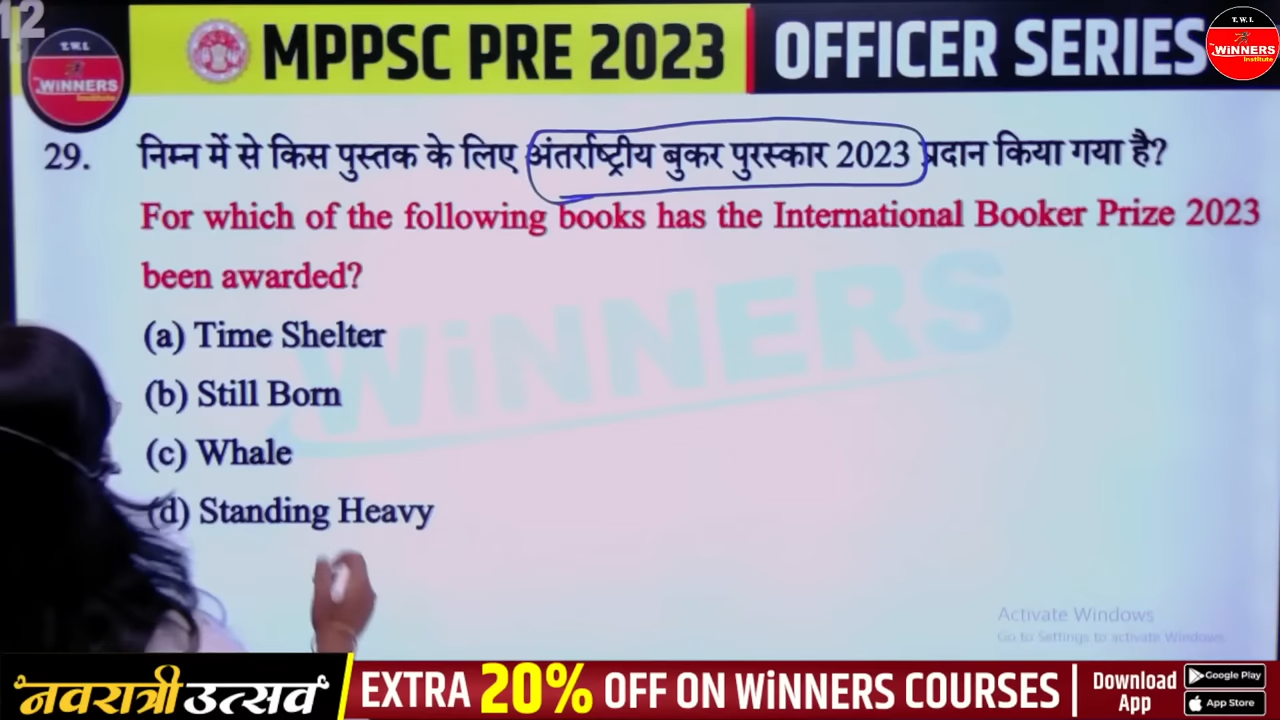 12
T.W.I.
WiNNERS
Institute
MPPSC PRE 2023
OFFICER SERIES
T.W.I.
The WiNNERS
Institute
29. निम्न में से किस पुस्तक के लिए अंतर्राष्ट्रीय बुकर पुरस्कार 2023 प्रदान किया गया है?
For which of the following books has the International Booker Prize 2023
been awarded?
(a) Time Shelter
(b) Still Born
(c) Whale
(d) Standing Heavy
WiNNERS
Activate Windows
Go to Settings to activate Windows.
नवरात्री उत्सव
EXTRA 20% OFF ON WiNNERS COURSES
Download
App
Google Play
App Store